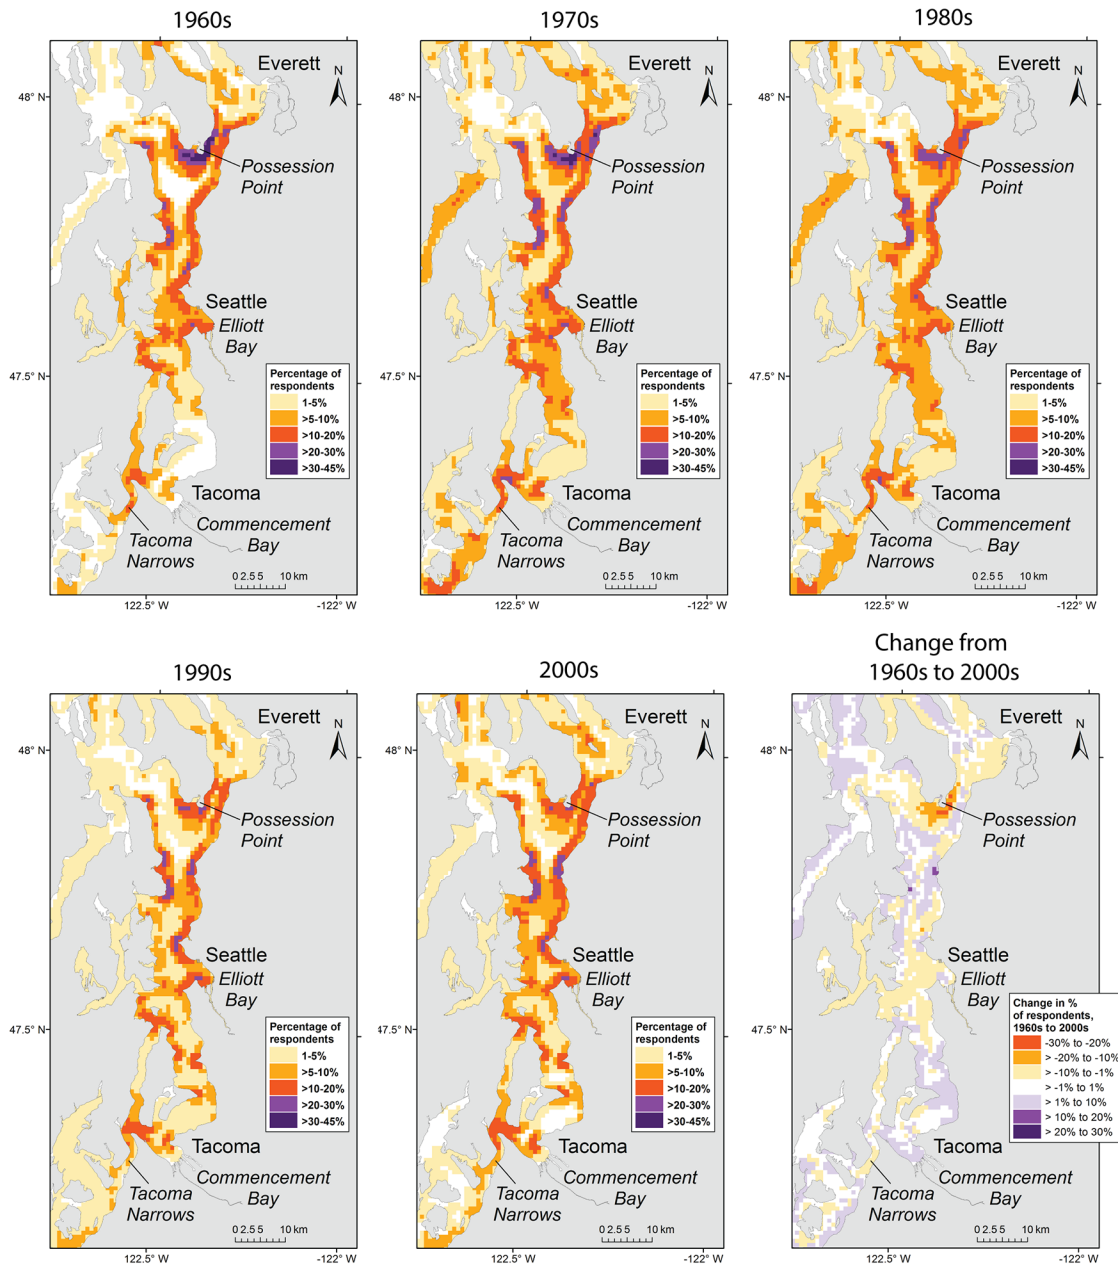 1960s
Everett
N
48° N
Possession
Point
Seattle
Elliott
Bay
47.5° N
Percentage of
respondents
1-5%
>5-10%
>10-20%
>20-30%
>30-45%
Tacoma
Commencement
Bay
Tacoma
Narrows
0 2.5 5 10 km
122.5° W
-122° W
1970s
Everett
N
48° N
Possession
Point
Seattle
Elliott
Bay
47.5° N
Percentage of
respondents
1-5%
>5-10%
>10-20%
>20-30%
>30-45%
Tacoma
Commencement
Bay
Tacoma
Narrows
0 2.5 5 10 km
122.5° W
-122° W
1980s
Everett
N
48° N
Possession
Point
Seattle
Elliott
Bay
47.5° N
Percentage of
respondents
1-5%
>5-10%
>10-20%
>20-30%
>30-45%
Tacoma
Commencement
Bay
Tacoma
Narrows
0 2.5 5 10 km
122.5° W
-122° W
1990s
Everett
N
48° N
Possession
Point
Seattle
Elliott
Bay
47.5° N
Percentage of
respondents
1-5%
>5-10%
>10-20%
>20-30%
>30-45%
Tacoma
Commencement
Bay
Tacoma
Narrows
0 2.5 5 10 km
122.5° W
-122° W
2000s
Everett
N
48° N
Possession
Point
Seattle
Elliott
Bay
47.5° N
Percentage of
respondents
1-5%
>5-10%
>10-20%
>20-30%
>30-45%
Tacoma
Commencement
Bay
Tacoma
Narrows
0 2.5 5 10 km
122.5° W
-122° W
Change from
1960s to 2000s
Everett
N
48° N
Possession
Point
Seattle
Elliott
Bay
47.5° N
Change in %
of respondents,
1960s to 2000s
-30% to -20%
> -20% to -10%
> -10% to -1%
> -1% to 1%
> 1% to 10%
> 10% to 20%
> 20% to 30%
Tacoma
Commencement
Bay
Tacoma
Narrows
0 2.5 5 10 km
122.5° W
-122° W